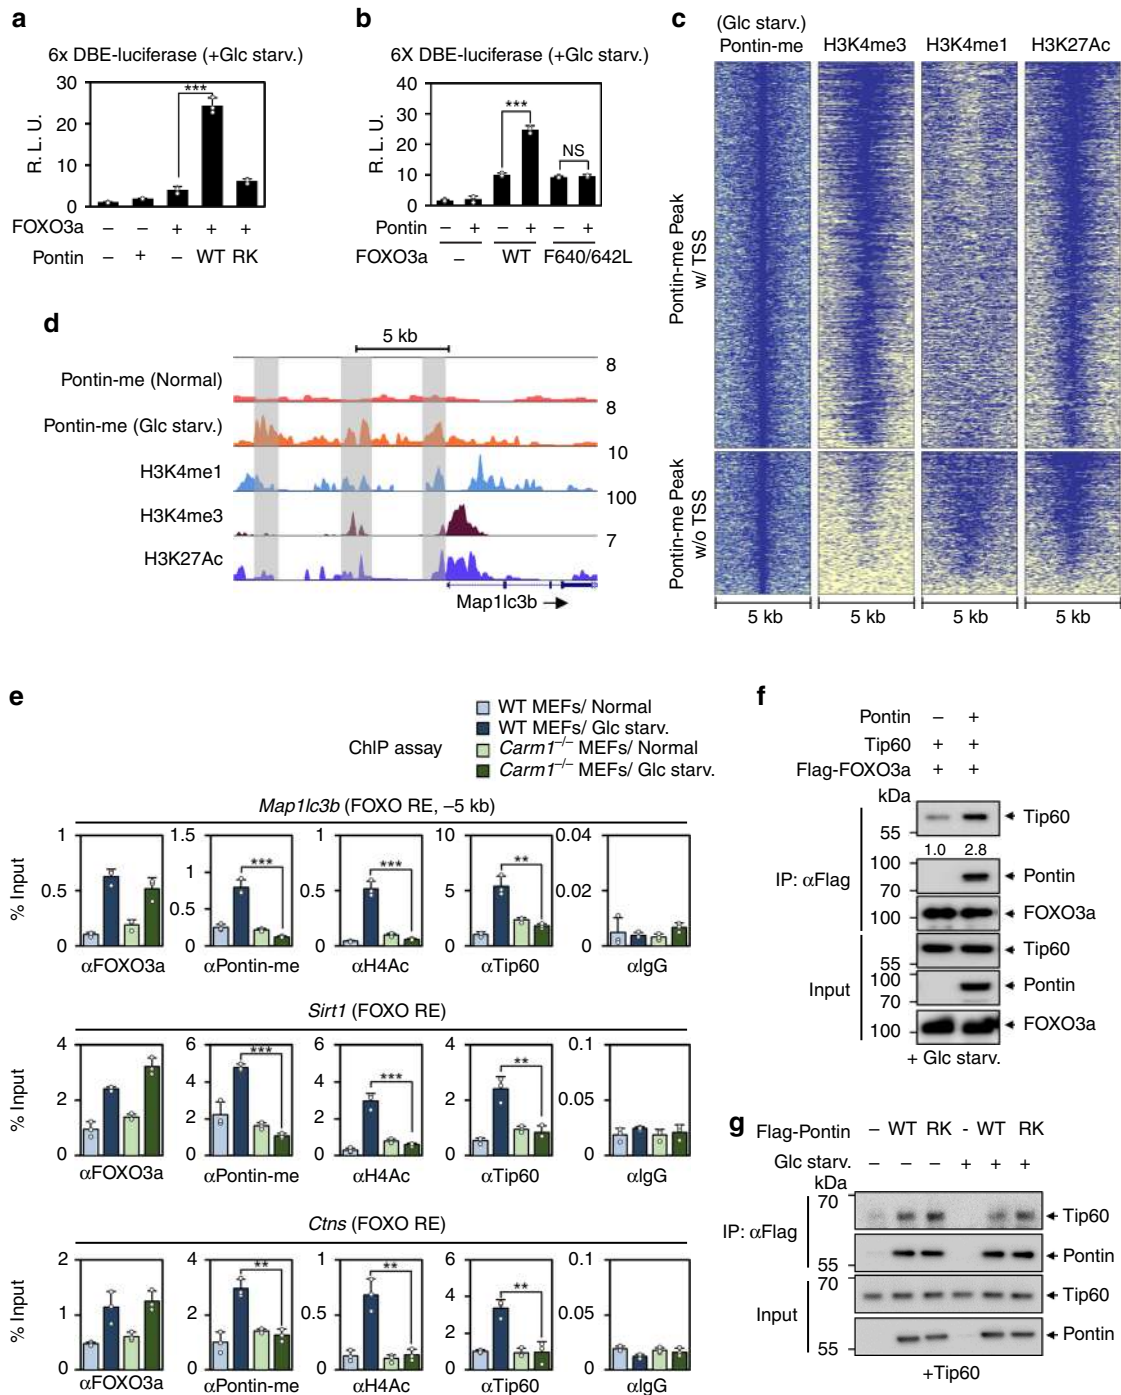 a
6x DBE-luciferase (+Glc starv.)
R. L. U.
30
20
10
0
***
FOXO3a – – + + +
Pontin – + – WT RK
b
6X DBE-luciferase (+Glc starv.)
R. L. U.
40
30
20
10
0
***
NS
Pontin – + – + – +
FOXO3a – WT F640/642L
c
(Glc starv.)
Pontin-me H3K4me3 H3K4me1 H3K27Ac
Pontin-me Peak
w/ TSS
Pontin-me Peak
w/o TSS
5 kb 5 kb 5 kb 5 kb
d
5 kb
Pontin-me (Normal) 8
Pontin-me (Glc starv.) 8
H3K4me1 10
H3K4me3 100
H3K27Ac 7
Map1lc3b
e
ChIP assay
WT MEFs/ Normal
WT MEFs/ Glc starv.
Carm1–/– MEFs/ Normal
Carm1–/– MEFs/ Glc starv.
Map1lc3b (FOXO RE, –5 kb)
% Input
1 1.5 1 10 0.04
0.5 1 0.5 5 0.02
0.5
0 0 0 0 0
*** *** **
αFOXO3a αPontin-me αH4Ac αTip60 αIgG
Sirt1 (FOXO RE)
% Input
4 6 6 4 0.1
2 4 4 2 0.05
2 2
0 0 0 0 0
*** *** **
αFOXO3a αPontin-me αH4Ac αTip60 αIgG
Ctns (FOXO RE)
% Input
2 4 1 6 0.1
1 2 0.5 4 0.05
2
0 0 0 0 0
** ** **
αFOXO3a αPontin-me αH4Ac αTip60 αIgG
f
Pontin – +
Tip60 + +
Flag-FOXO3a + +
kDa
IP: αFlag
55 Tip60
1.0 2.8
100
70 Pontin
100 FOXO3a
Input
55 Tip60
100
70 Pontin
100 FOXO3a
+ Glc starv.
g
Flag-Pontin – WT RK - WT RK
Glc starv. – – – + + +
kDa
IP: αFlag
70 Tip60
55 Pontin
Input
70 Tip60
55 Pontin
+Tip60